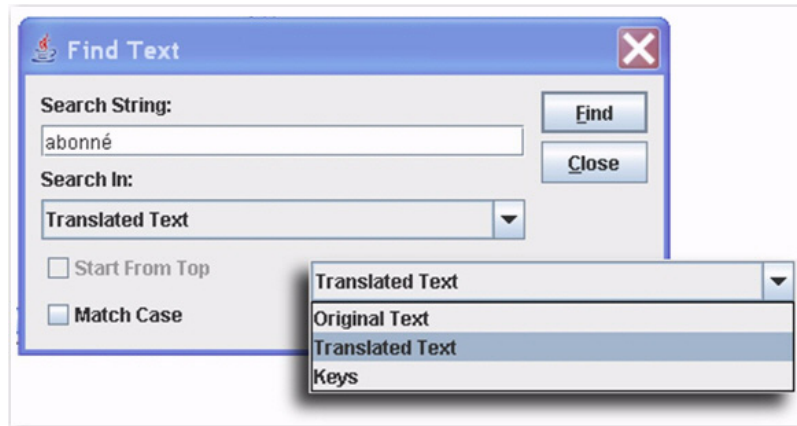 Find Text
Search String:
Find
abonné
Close
Search In:
Translated Text
Start From Top
Match Case
Translated Text
Original Text
Translated Text
Keys